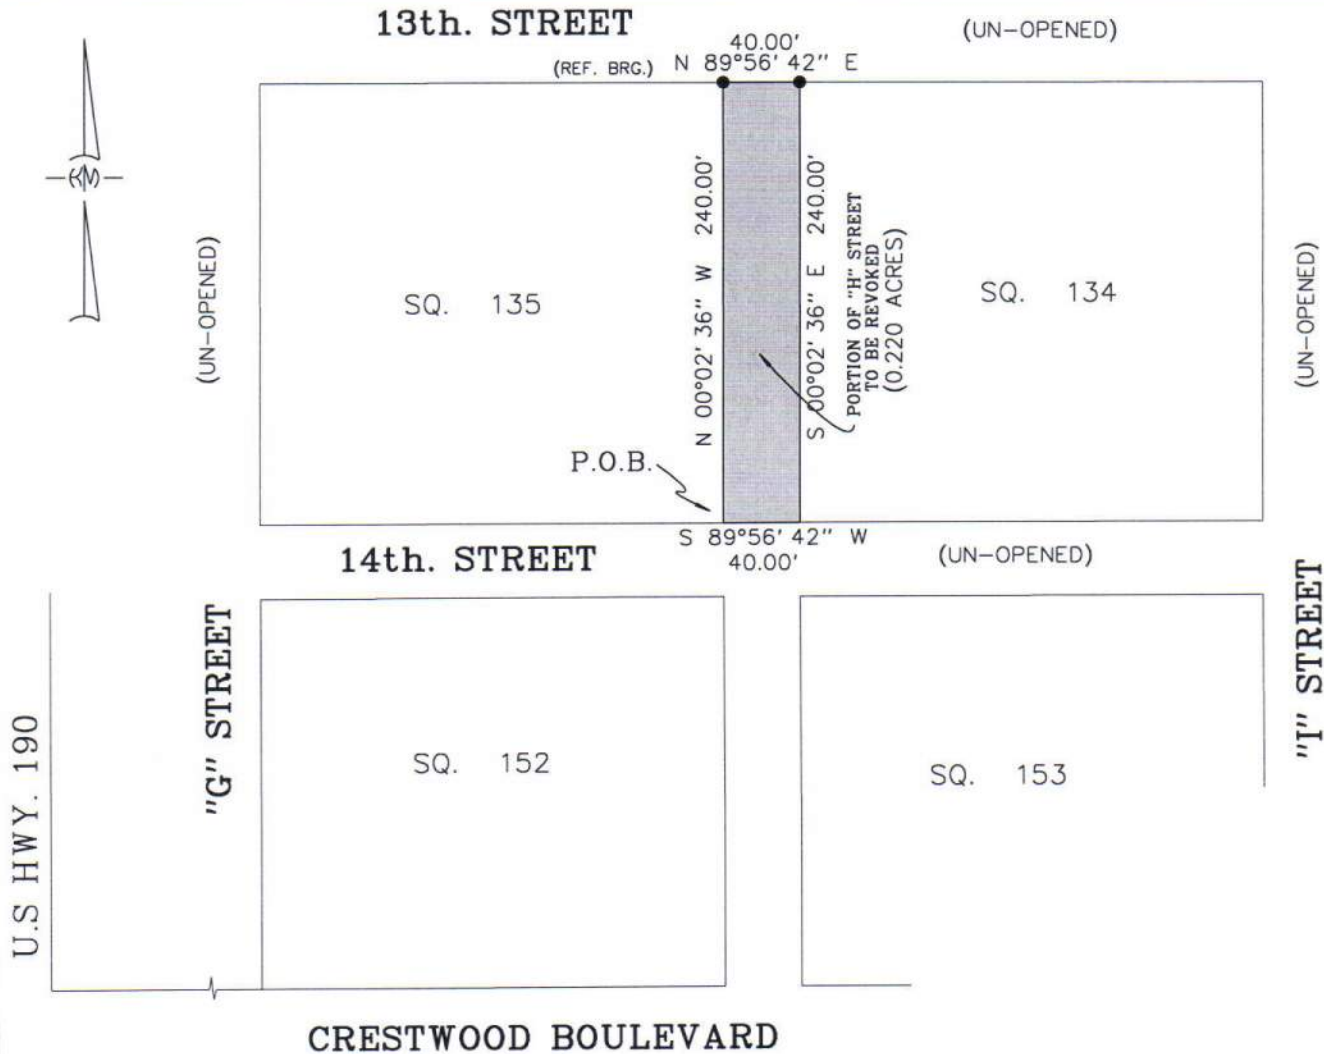 13th. STREET
(UN-OPENED)
40.00'
(REF. BRG.) N 89°56' 42" E
N 00°02' 36" W 240.00'
S 00°02' 36" E 240.00'
PORTION OF "H" STREET
TO BE REVOKED
(0.220 ACRES)
(UN-OPENED)
SQ. 135
SQ. 134
(UN-OPENED)
P.O.B.
S 89°56' 42" W
40.00'
14th. STREET
(UN-OPENED)
"G" STREET
"I" STREET
U.S HWY. 190
SQ. 152
SQ. 153
CRESTWOOD BOULEVARD